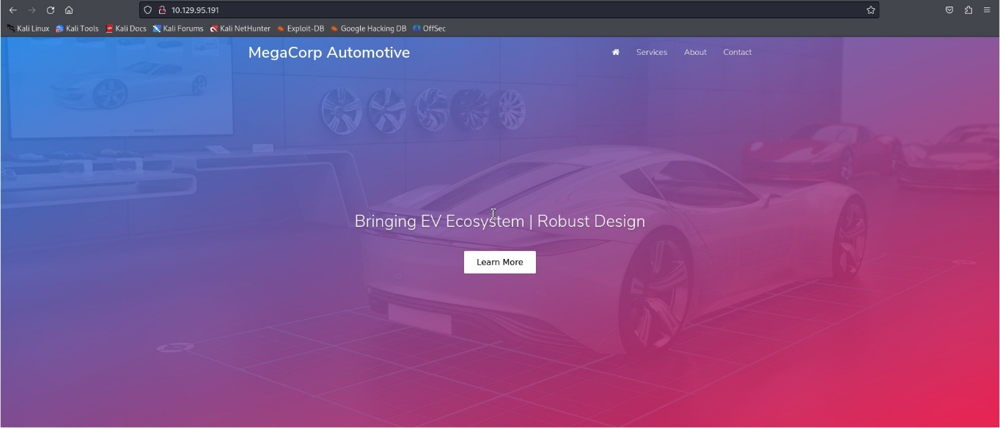 10.129.95.191
Kali Linux Kali Tools Kali Docs Kali Forums Kali NetHunter Exploit-DB Google Hacking DB OffSec
MegaCorp Automotive Services About Contact
Bringing EV Ecosystem | Robust Design
Learn More